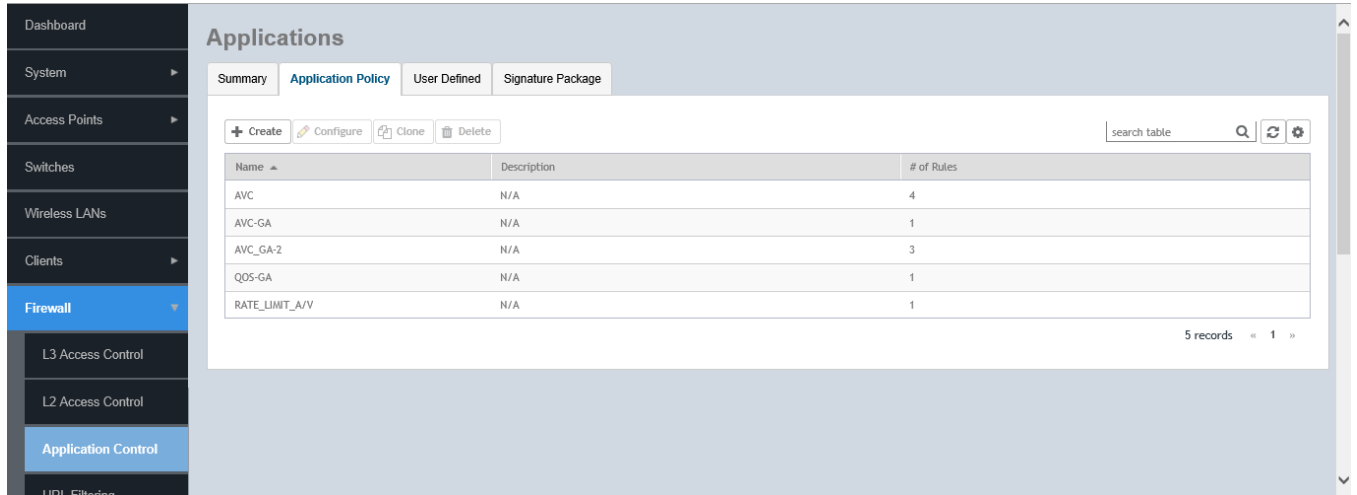 Dashboard
System
Access Points
Switches
Wireless LANs
Clients
Firewall
L3 Access Control
L2 Access Control
Application Control
URL Filtering
Applications
Summary Application Policy User Defined Signature Package
Create Configure Clone Delete search table
Name Description # of Rules
AVC N/A 4
AVC-GA N/A 1
AVC_GA-2 N/A 3
QOS-GA N/A 1
RATE_LIMIT_A/V N/A 1
5 records « 1 »